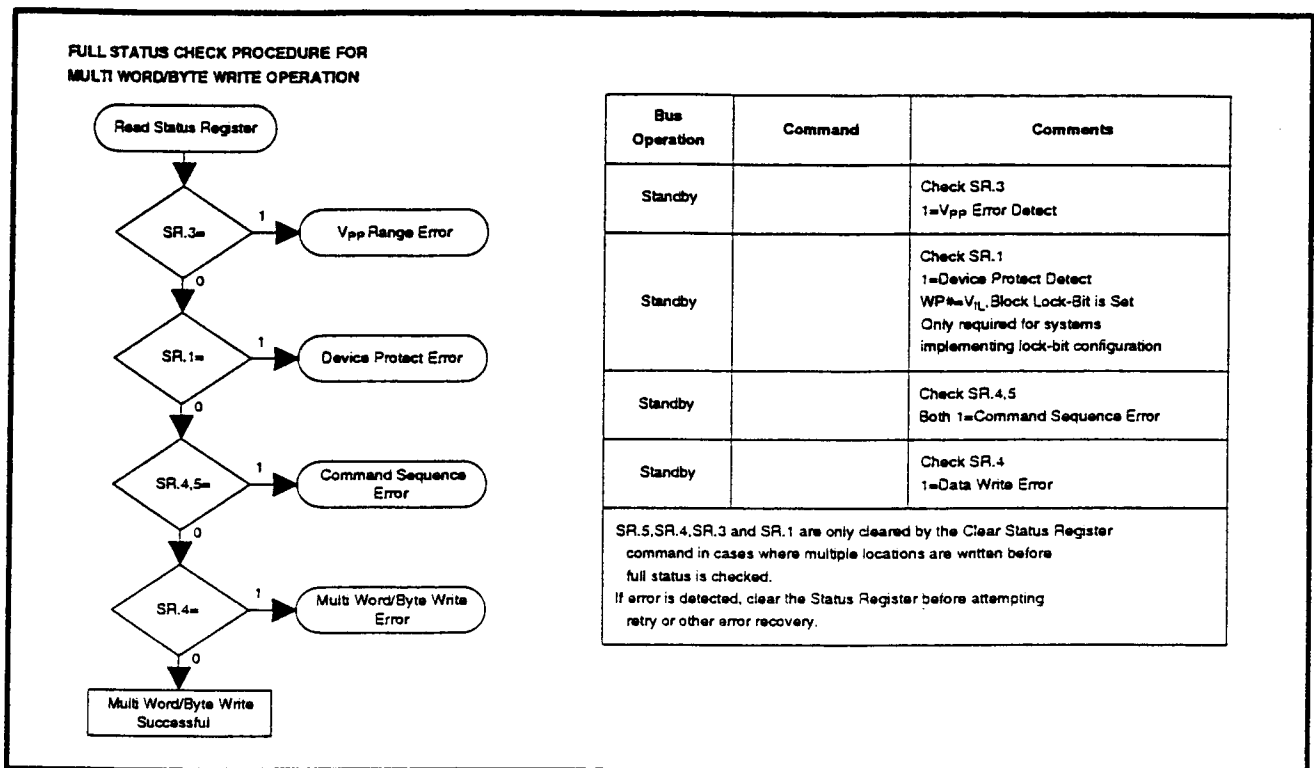 FULL STATUS CHECK PROCEDURE FOR
MULTI WORD/BYTE WRITE OPERATION
Read Status Register
SR.3=
1
VPP Range Error
0
SR.1=
1
Device Protect Error
0
SR.4,5=
1
Command Sequence
Error
0
SR.4=
1
Multi Word/Byte Write
Error
0
Multi Word/Byte Write
Successful
Bus
Operation
Command
Comments
Standby
Check SR.3
1=VPP Error Detect
Standby
Check SR.1
1=Device Protect Detect
WP#=VIL,Block Lock-Bit is Set
Only required for systems
implementing lock-bit configuration
Standby
Check SR.4,5
Both 1=Command Sequence Error
Standby
Check SR.4
1=Data Write Error
SR.5,SR.4,SR.3 and SR.1 are only cleared by the Clear Status Register
command in cases where multiple locations are written before
full status is checked.
If error is detected, clear the Status Register before attempting
retry or other error recovery.